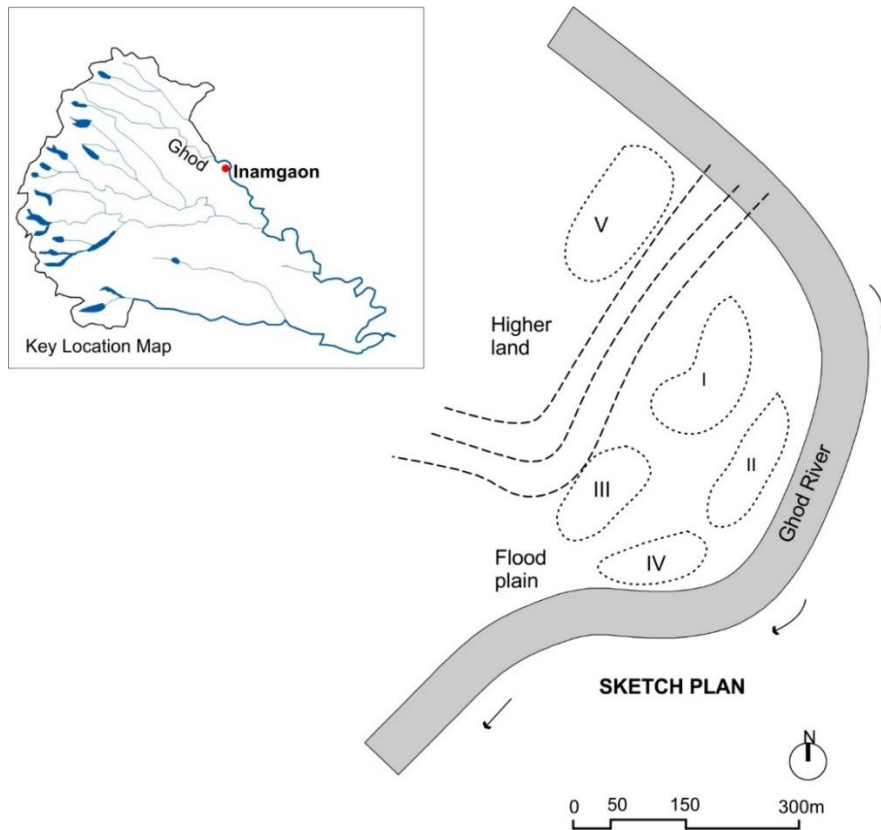 Ghod
Inamgaon
Key Location Map
V
Higher
land
I
II
III
IV
Flood
plain
Ghod River
SKETCH PLAN
N
0 50 150 300m